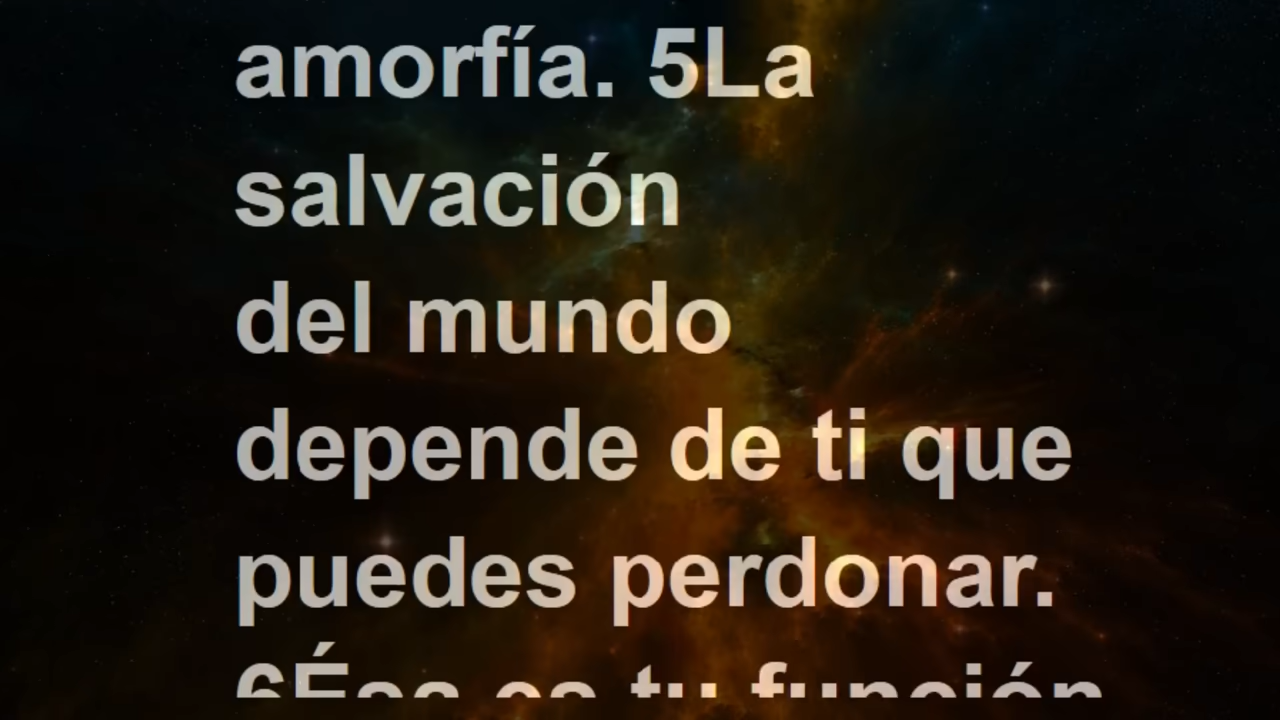 amorfía. 5La
salvación
del mundo
depende de ti que
puedes perdonar.
6Ésa es tu función